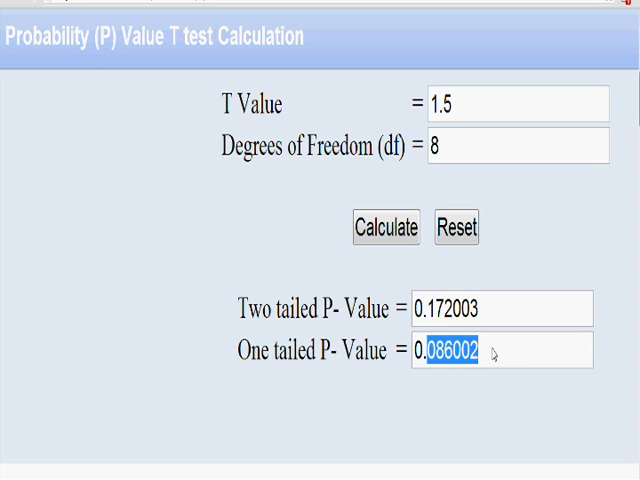 Probability (P) Value T test Calculation
T Value = 1.5
Degrees of Freedom (df) = 8
Calculate Reset
Two tailed P- Value = 0.172003
One tailed P- Value = 0.086002